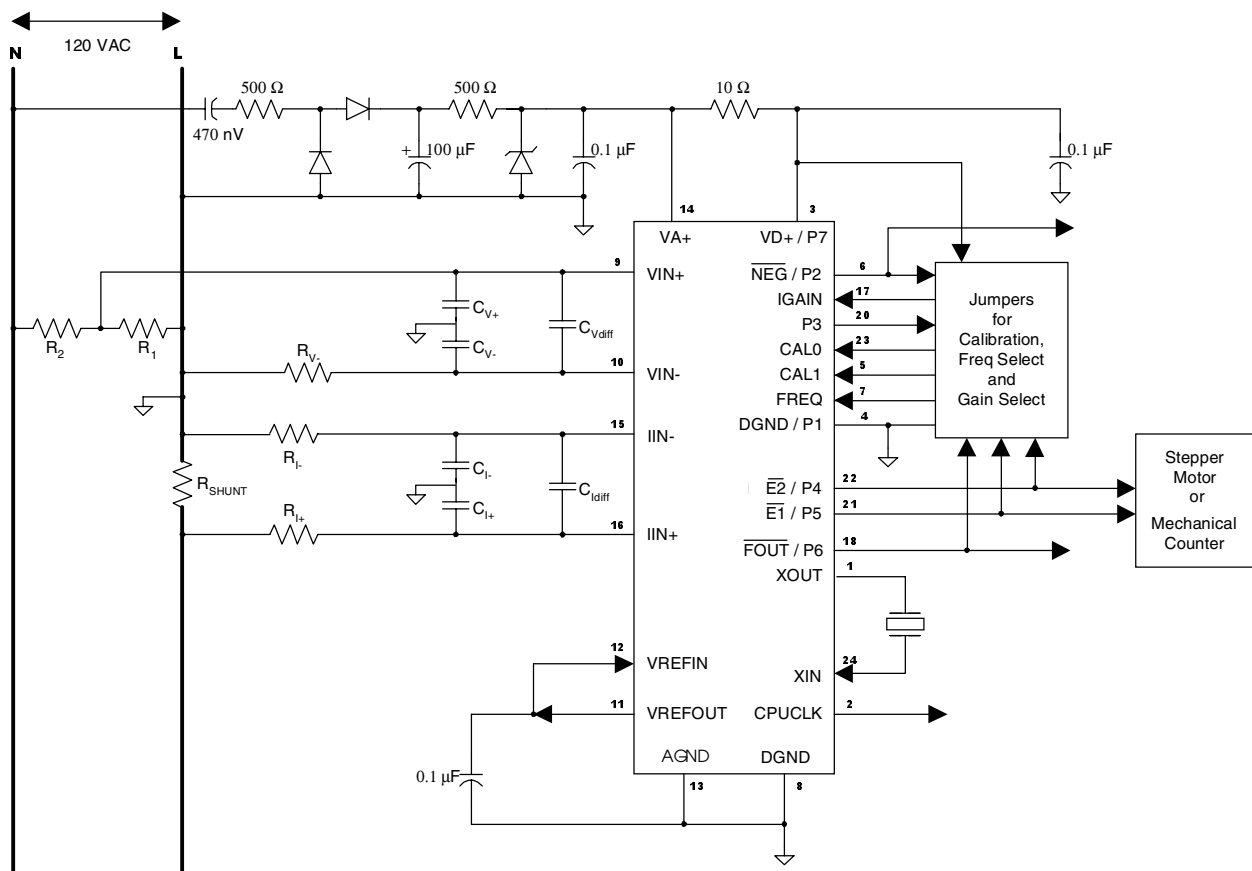 120 VAC
N
L
500 Ω
500 Ω
10 Ω
470 nV
+
100 µF
0.1 µF
0.1 µF
14
3
VA+
VD+ / P7
9
VIN+
NEG / P2
6
IGAIN
17
P3
20
CAL0
23
CAL1
5
FREQ
7
DGND / P1
4
Jumpers
for
Calibration,
Freq Select
and
Gain Select
CV+
CV-
CVdiff
R2
R1
RV-
10
VIN-
15
IIN-
RI-
CI-
CI+
CIdiff
RSHUNT
RI+
16
IIN+
E2 / P4
22
E1 / P5
21
FOUT / P6
18
XOUT
1
Stepper
Motor
or
Mechanical
Counter
12
VREFIN
XIN
24
11
VREFOUT
CPUCLK
2
0.1 µF
AGND
DGND
13
8